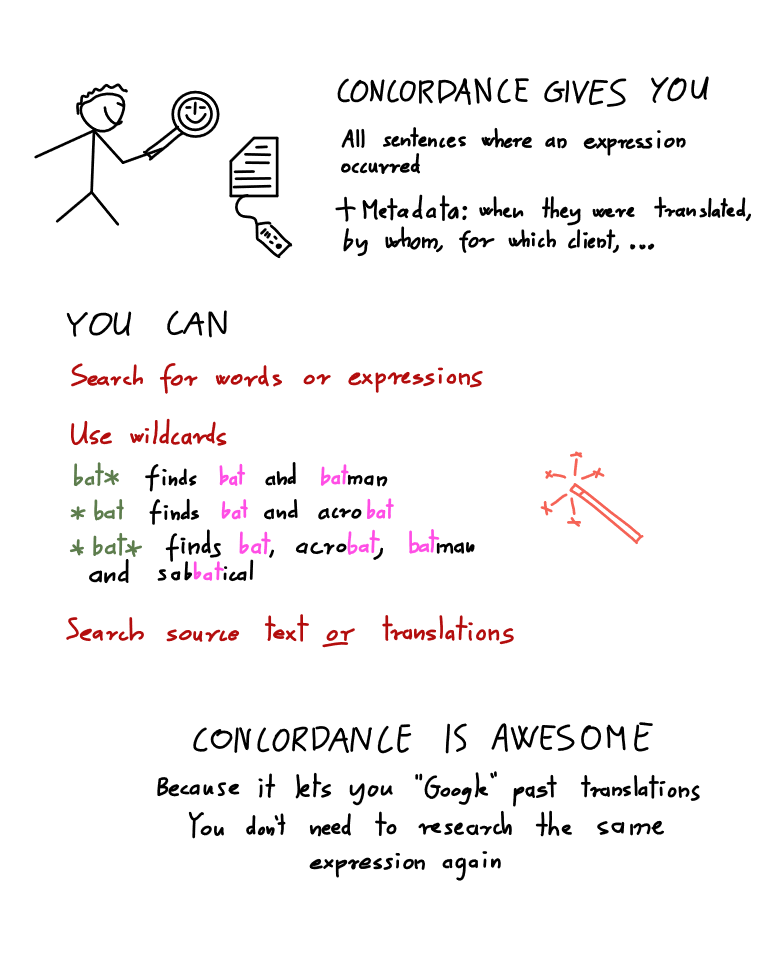 CONCORDANCE GIVES YOU
All sentences where an expression
occurred
+ Metadata: when they were translated,
by whom, for which client, ...
YOU CAN
Search for words or expressions
Use wildcards
bat* finds bat and batman
*bat finds bat and acrobat
*bat* finds bat, acrobat, batman
and sabbatical
Search source text or translations
CONCORDANCE IS AWESOME
Because it lets you "Google" past translations
You don't need to research the same
expression again